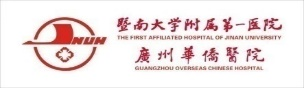 JNUH
暨南大学附属第一医院
THE FIRST AFFILIATED HOSPITAL OF JINAN UNIVERSITY
廣州華僑醫院
GUANGZHOU OVERSEAS CHINESE HOSPITAL